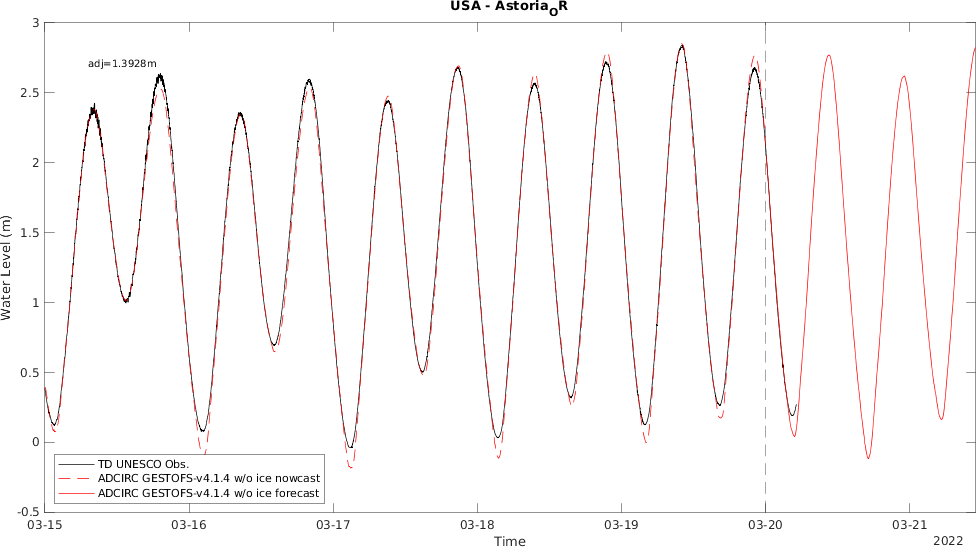 USA - AstoriaOR
adj=1.3928m
3
2.5
2
1.5
1
0.5
0
-0.5
Water Level (m)
TD UNESCO Obs.
ADCIRC GESTOFS-v4.1.4 w/o ice nowcast
ADCIRC GESTOFS-v4.1.4 w/o ice forecast
03-15 03-16 03-17 03-18 03-19 03-20 03-21
Time
2022